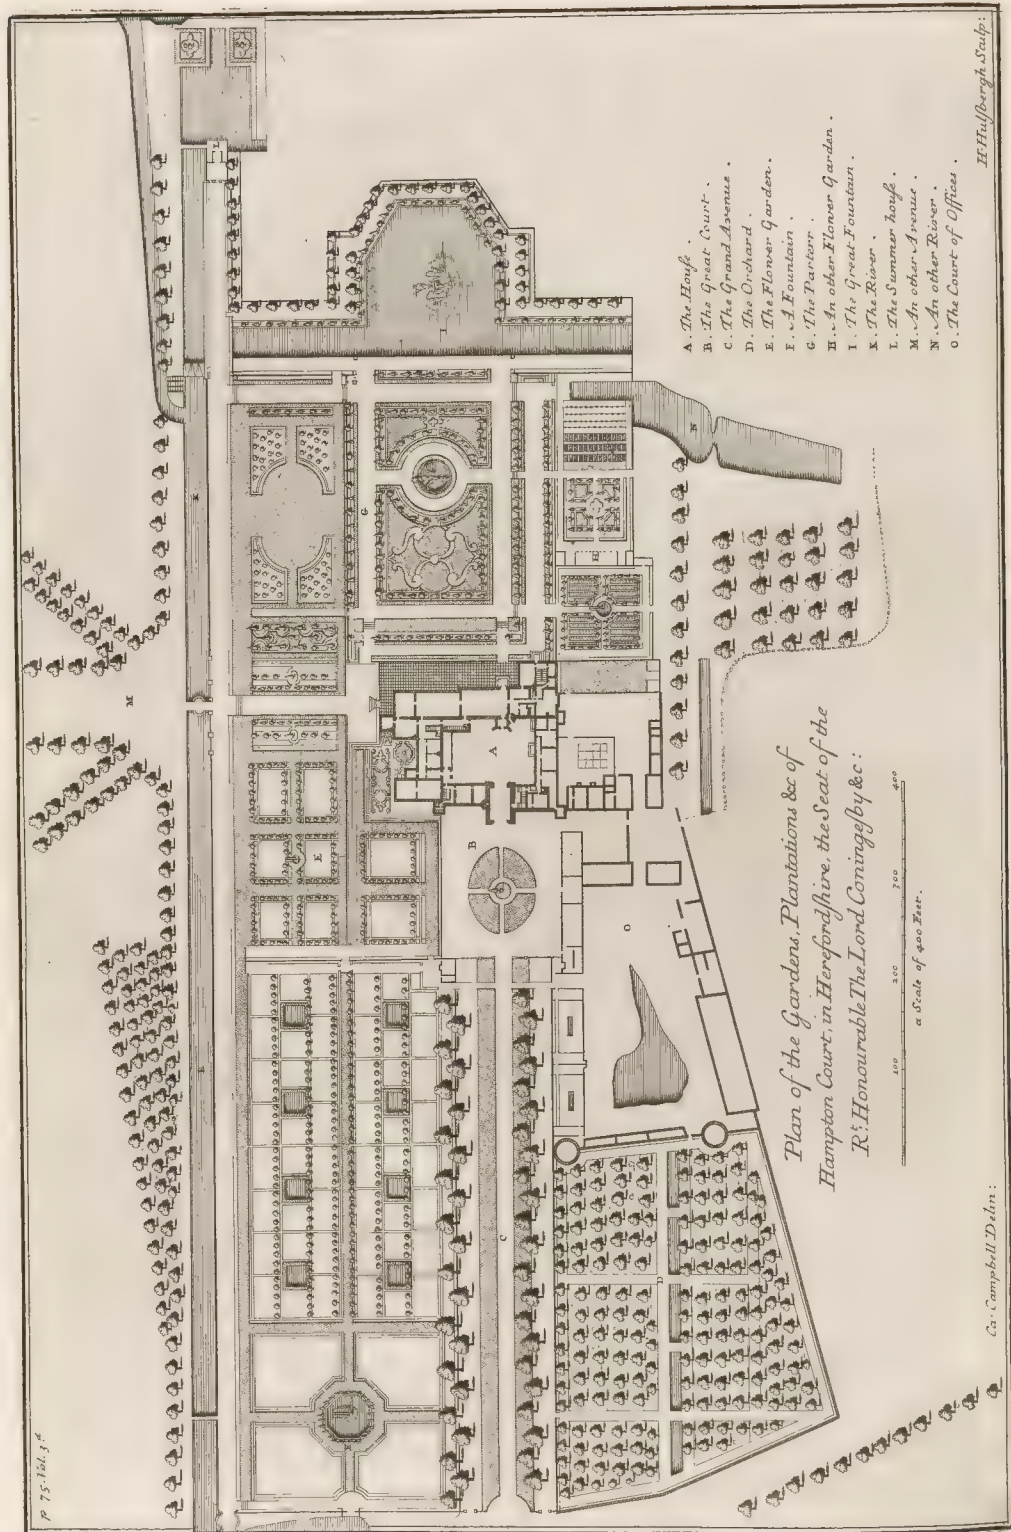 P 75. Vol. 3.d
A. The House.
B. The Great Court.
C. The Grand Avenue.
D. The Orchard.
E. The Flower Garden.
F. A Fountain.
G. The Parterr.
H. An other Flower Garden.
I. The Great Fountain.
K. The River.
L. The Summer house.
M. An other Avenue.
N. An other River.
O. The Court of Offices.
Plan of the Gardens, Plantations &c of
Hampton Court, in Herefordshire, the Seat of the
Rt. Honourable The Lord Coningesby &c:
100
200
300
400
a Scale of 400 Feet.
Ca: Campbell Delin:
H. Hulsbergh Sculp:
A
B
C
D
E
G
H
I
K
L
M
N
O